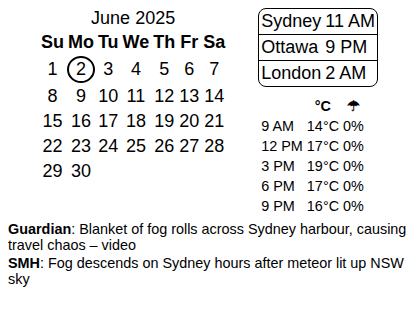 June 2025
Su Mo Tu We Th Fr Sa
1 2 3 4 5 6 7
8 9 10 11 12 13 14
15 16 17 18 19 20 21
22 23 24 25 26 27 28
29 30
Sydney 11 AM
Ottawa 9 PM
London 2 AM
°C ☂
9 AM 14°C 0%
12 PM 17°C 0%
3 PM 19°C 0%
6 PM 17°C 0%
9 PM 16°C 0%
Guardian: Blanket of fog rolls across Sydney harbour, causing
travel chaos – video
SMH: Fog descends on Sydney hours after meteor lit up NSW
sky